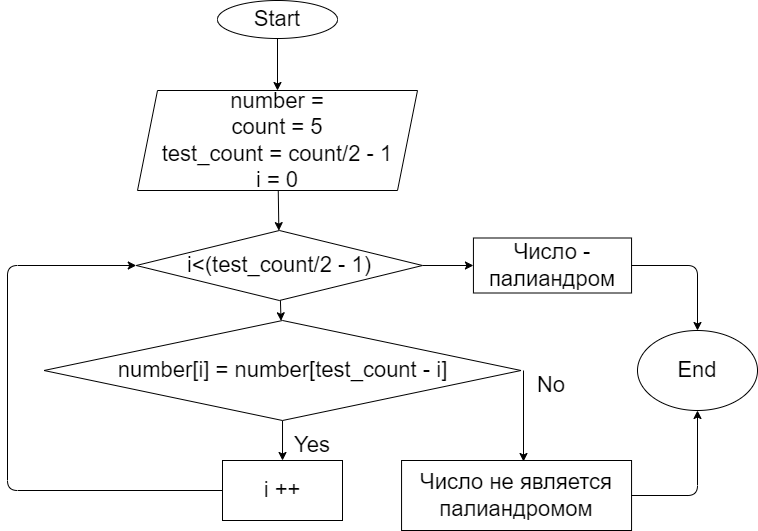 Start
number =
count = 5
test_count = count/2 - 1
i = 0
i<(test_count/2 - 1)
Число -
палиандром
number[i] = number[test_count - i]
End
No
Yes
i ++
Число не является
палиандромом